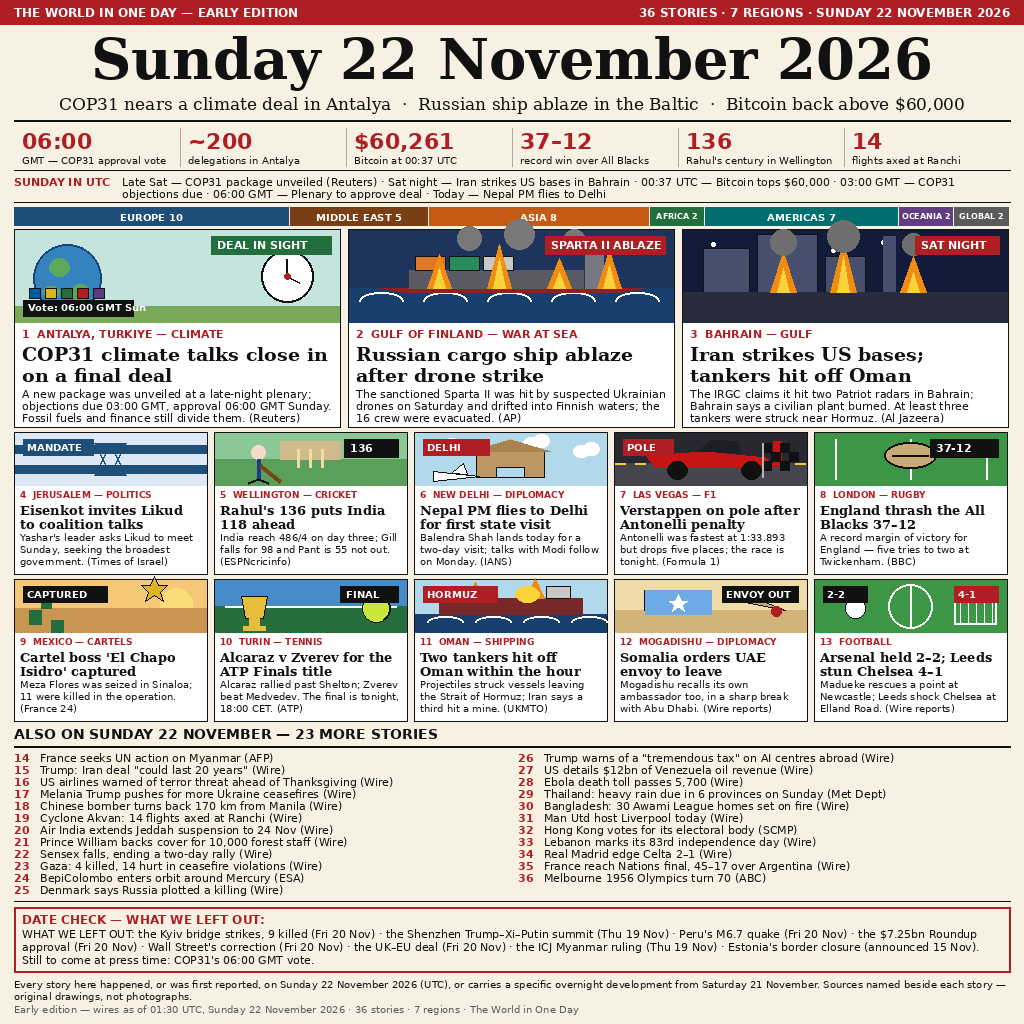 THE WORLD IN ONE DAY — EARLY EDITION
36 STORIES · 7 REGIONS · SUNDAY 22 NOVEMBER 2026
Sunday 22 November 2026
COP31 nears a climate deal in Antalya · Russian ship ablaze in the Baltic · Bitcoin back above $60,000
06:00
GMT — COP31 approval vote
~200
delegations in Antalya
$60,261
Bitcoin at 00:37 UTC
37–12
record win over All Blacks
136
Rahul's century in Wellington
14
flights axed at Ranchi
SUNDAY IN UTC
Late Sat — COP31 package unveiled (Reuters) · Sat night — Iran strikes US bases in Bahrain · 00:37 UTC — Bitcoin tops $60,000 · 03:00 GMT — COP31
objections due · 06:00 GMT — Plenary to approve deal · Today — Nepal PM flies to Delhi
EUROPE 10
MIDDLE EAST 5
ASIA 8
AFRICA 2
AMERICAS 7
OCEANIA 2
GLOBAL 2
DEAL IN SIGHT
Vote: 06:00 GMT Sun
1 ANTALYA, TURKIYE — CLIMATE
COP31 climate talks close in
on a final deal
A new package was unveiled at a late-night plenary;
objections due 03:00 GMT, approval 06:00 GMT Sunday.
Fossil fuels and finance still divide them. (Reuters)
SPARTA II ABLAZE
2 GULF OF FINLAND — WAR AT SEA
Russian cargo ship ablaze
after drone strike
The sanctioned Sparta II was hit by suspected Ukrainian
drones on Saturday and drifted into Finnish waters; the
16 crew were evacuated. (AP)
SAT NIGHT
3 BAHRAIN — GULF
Iran strikes US bases;
tankers hit off Oman
The IRGC claims it hit two Patriot radars in Bahrain;
Bahrain says a civilian plant burned. At least three
tankers were struck near Hormuz. (Al Jazeera)
MANDATE
4 JERUSALEM — POLITICS
Eisenkot invites Likud
to coalition talks
Yashar's leader asks Likud to meet
Sunday, seeking the broadest
government. (Times of Israel)
136
5 WELLINGTON — CRICKET
Rahul's 136 puts India
118 ahead
India reach 486/4 on day three; Gill
falls for 98 and Pant is 55 not out.
(ESPNcricinfo)
DELHI
6 NEW DELHI — DIPLOMACY
Nepal PM flies to Delhi
for first state visit
Balendra Shah lands today for a
two-day visit; talks with Modi follow
on Monday. (IANS)
POLE
7 LAS VEGAS — F1
Verstappen on pole after
Antonelli penalty
Antonelli was fastest at 1:33.893
but drops five places; the race is
tonight. (Formula 1)
37–12
8 LONDON — RUGBY
England thrash the All
Blacks 37–12
A record margin of victory for
England — five tries to two at
Twickenham. (BBC)
CAPTURED
9 MEXICO — CARTELS
Cartel boss 'El Chapo
Isidro' captured
Meza Flores was seized in Sinaloa;
11 were killed in the operation.
(France 24)
FINAL
10 TURIN — TENNIS
Alcaraz v Zverev for the
ATP Finals title
Alcaraz rallied past Shelton; Zverev
beat Medvedev. The final is tonight,
18:00 CET. (ATP)
HORMUZ
11 OMAN — SHIPPING
Two tankers hit off
Oman within the hour
Projectiles struck vessels leaving
the Strait of Hormuz; Iran says a
third hit a mine. (UKMTO)
ENVOY OUT
12 MOGADISHU — DIPLOMACY
Somalia orders UAE
envoy to leave
Mogadishu recalls its own
ambassador too, in a sharp break
with Abu Dhabi. (Wire reports)
2-2
4-1
13 FOOTBALL
Arsenal held 2–2; Leeds
stun Chelsea 4–1
Madueke rescues a point at
Newcastle; Leeds shock Chelsea at
Elland Road. (Wire reports)
ALSO ON SUNDAY 22 NOVEMBER — 23 MORE STORIES
14 France seeks UN action on Myanmar (AFP)
15 Trump: Iran deal "could last 20 years" (Wire)
16 US airlines warned of terror threat ahead of Thanksgiving (Wire)
17 Melania Trump pushes for more Ukraine ceasefires (Wire)
18 Chinese bomber turns back 170 km from Manila (Wire)
19 Cyclone Akvan: 14 flights axed at Ranchi (Wire)
20 Air India extends Jeddah suspension to 24 Nov (Wire)
21 Prince William backs cover for 10,000 forest staff (Wire)
22 Sensex falls, ending a two-day rally (Wire)
23 Gaza: 4 killed, 14 hurt in ceasefire violations (Wire)
24 BepiColombo enters orbit around Mercury (ESA)
25 Denmark says Russia plotted a killing (Wire)
26 Trump warns of a "tremendous tax" on AI centres abroad (Wire)
27 US details $12bn of Venezuela oil revenue (Wire)
28 Ebola death toll passes 5,700 (Wire)
29 Thailand: heavy rain due in 6 provinces on Sunday (Met Dept)
30 Bangladesh: 30 Awami League homes set on fire (Wire)
31 Man Utd host Liverpool today (Wire)
32 Hong Kong votes for its electoral body (SCMP)
33 Lebanon marks its 83rd independence day (Wire)
34 Real Madrid edge Celta 2–1 (Wire)
35 France reach Nations final, 45–17 over Argentina (Wire)
36 Melbourne 1956 Olympics turn 70 (ABC)
DATE CHECK — WHAT WE LEFT OUT:
WHAT WE LEFT OUT: the Kyiv bridge strikes, 9 killed (Fri 20 Nov) · the Shenzhen Trump–Xi–Putin summit (Thu 19 Nov) · Peru's M6.7 quake (Fri 20 Nov) · the $7.25bn Roundup
approval (Fri 20 Nov) · Wall Street's correction (Fri 20 Nov) · the UK–EU deal (Fri 20 Nov) · the ICJ Myanmar ruling (Thu 19 Nov) · Estonia's border closure (announced 15 Nov).
Still to come at press time: COP31's 06:00 GMT vote.
Every story here happened, or was first reported, on Sunday 22 November 2026 (UTC), or carries a specific overnight development from Saturday 21 November. Sources named beside each story —
original drawings, not photographs.
Early edition — wires as of 01:30 UTC, Sunday 22 November 2026 · 36 stories · 7 regions · The World in One Day